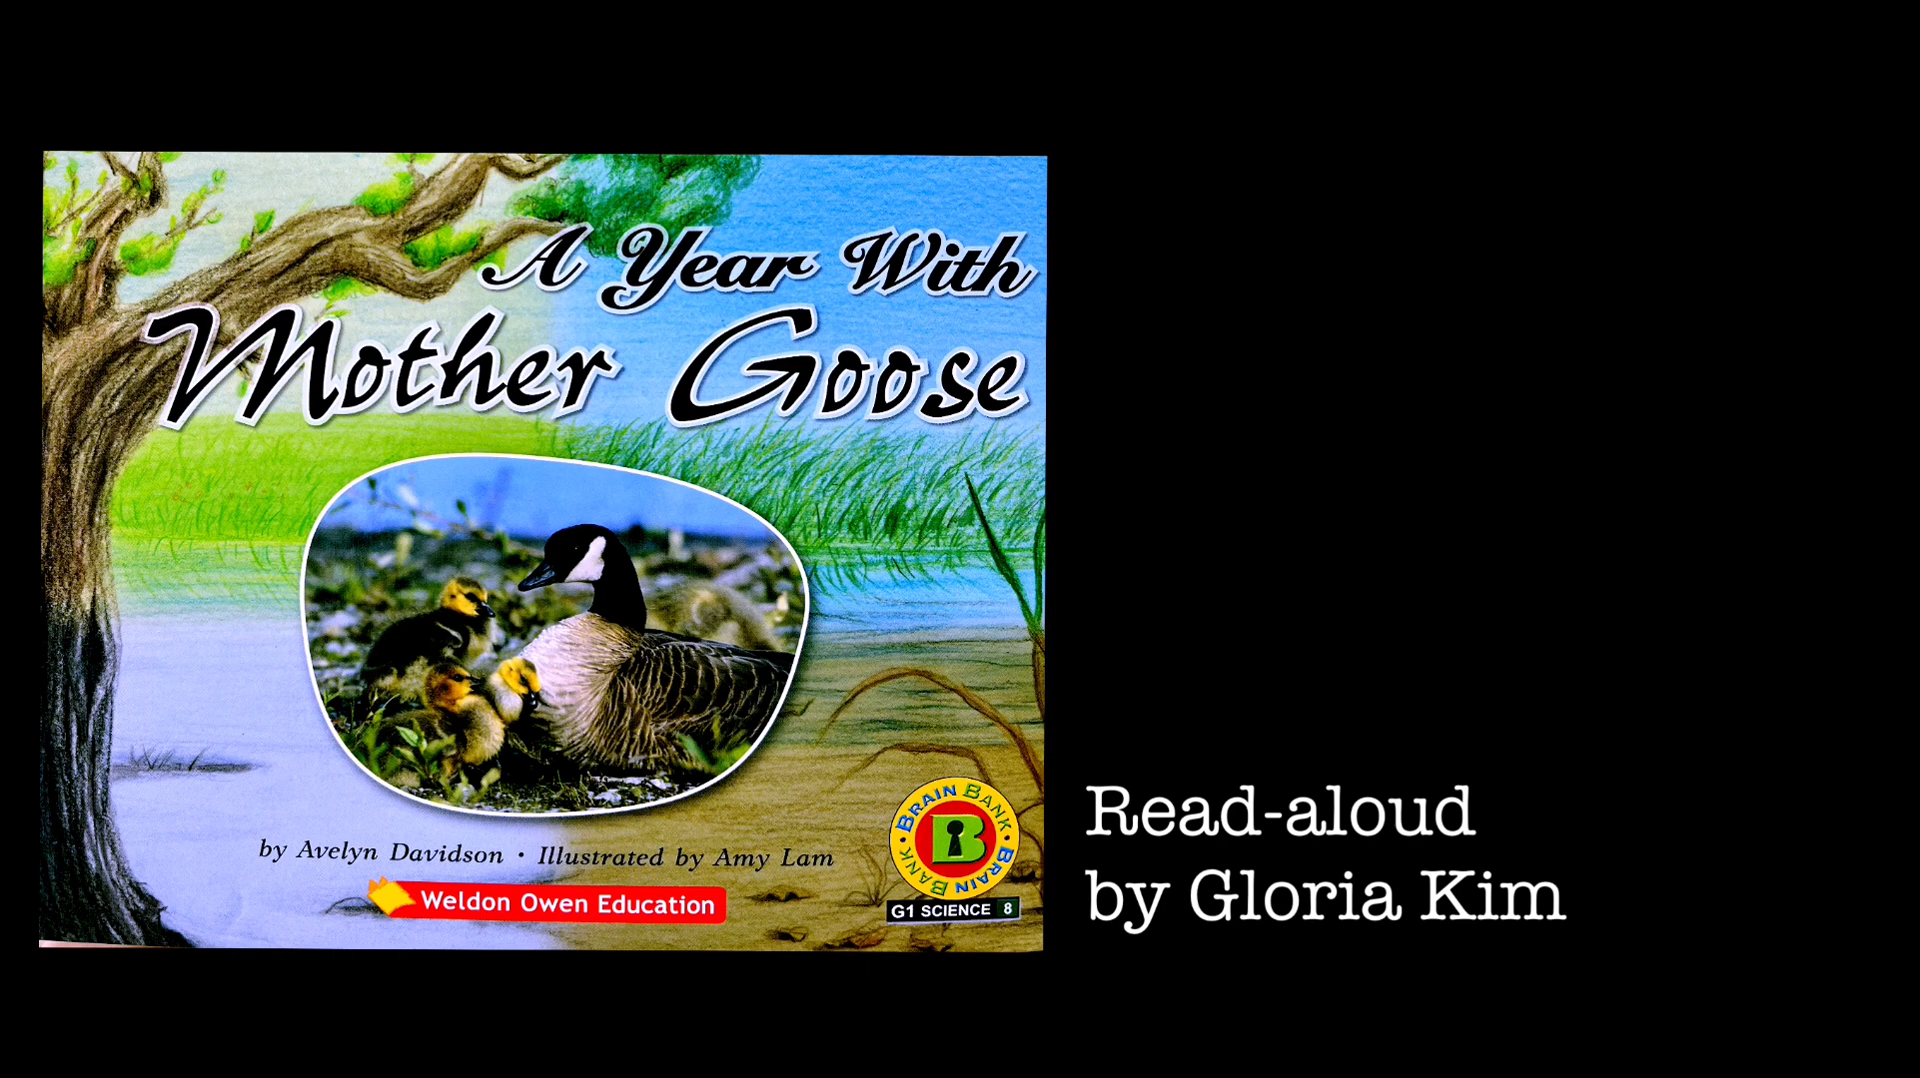 A Year With
Mother Goose
by Avelyn Davidson • Illustrated by Amy Lam
Weldon Owen Education
BRAIN BANK • BRAIN BANK •
B
G1 SCIENCE 8
Read-aloud
by Gloria Kim